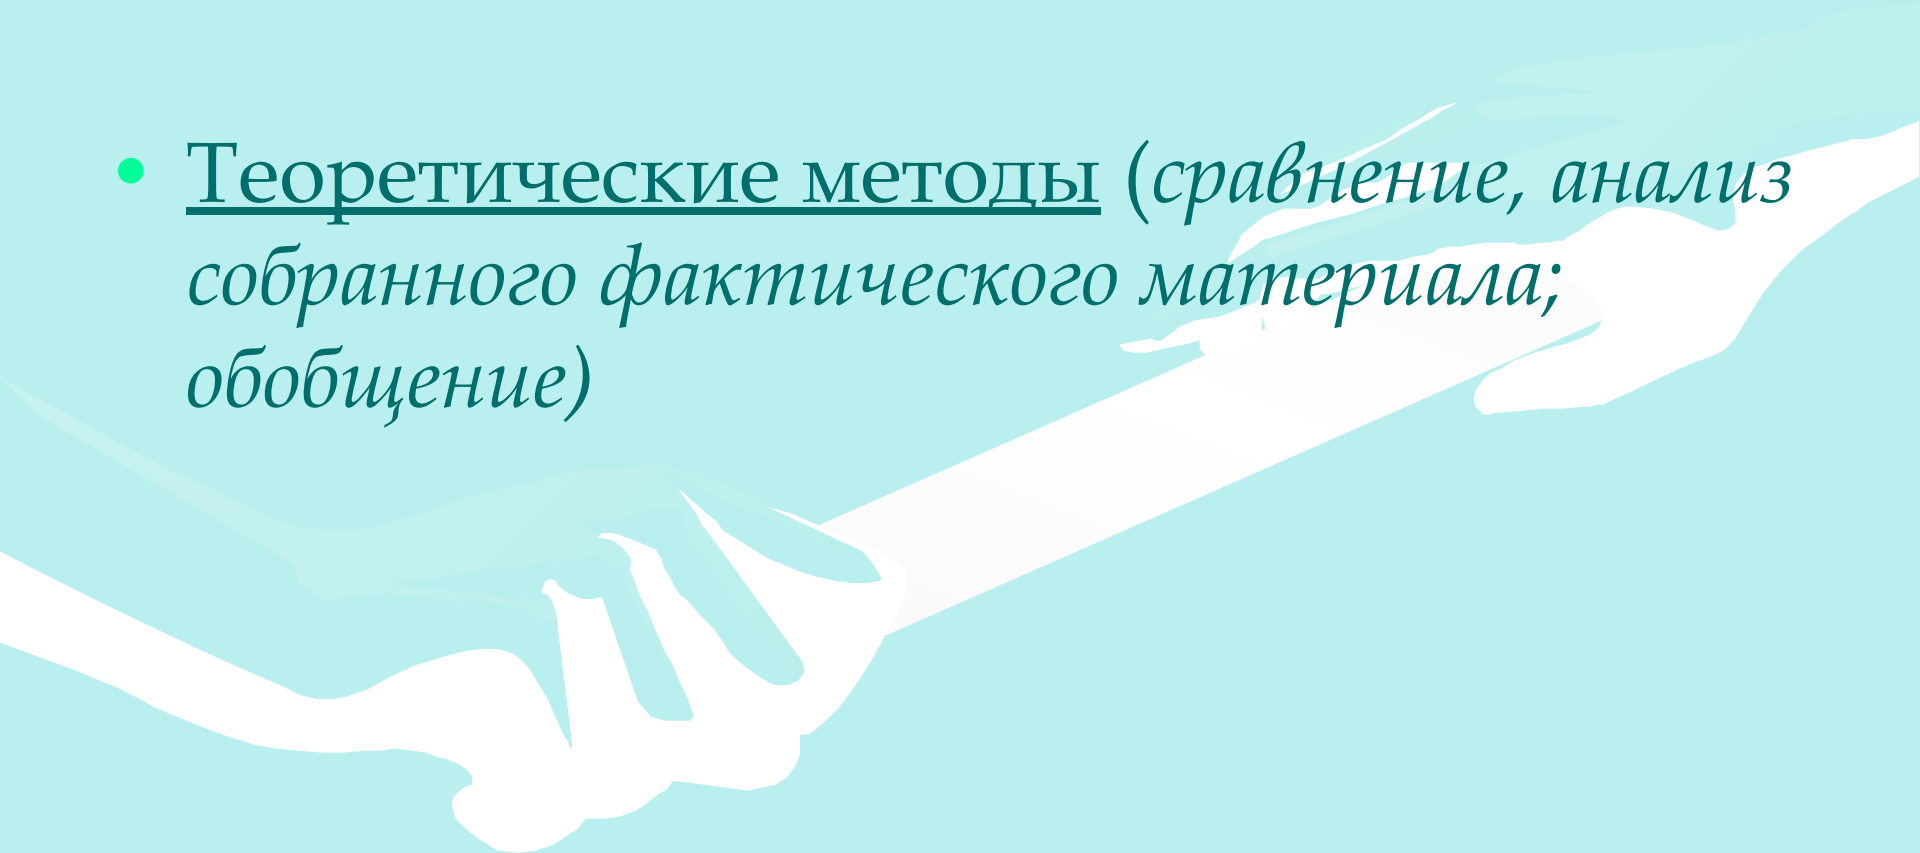 • Теоретические методы (сравнение, анализ
собранного фактического материала;
обобщение)